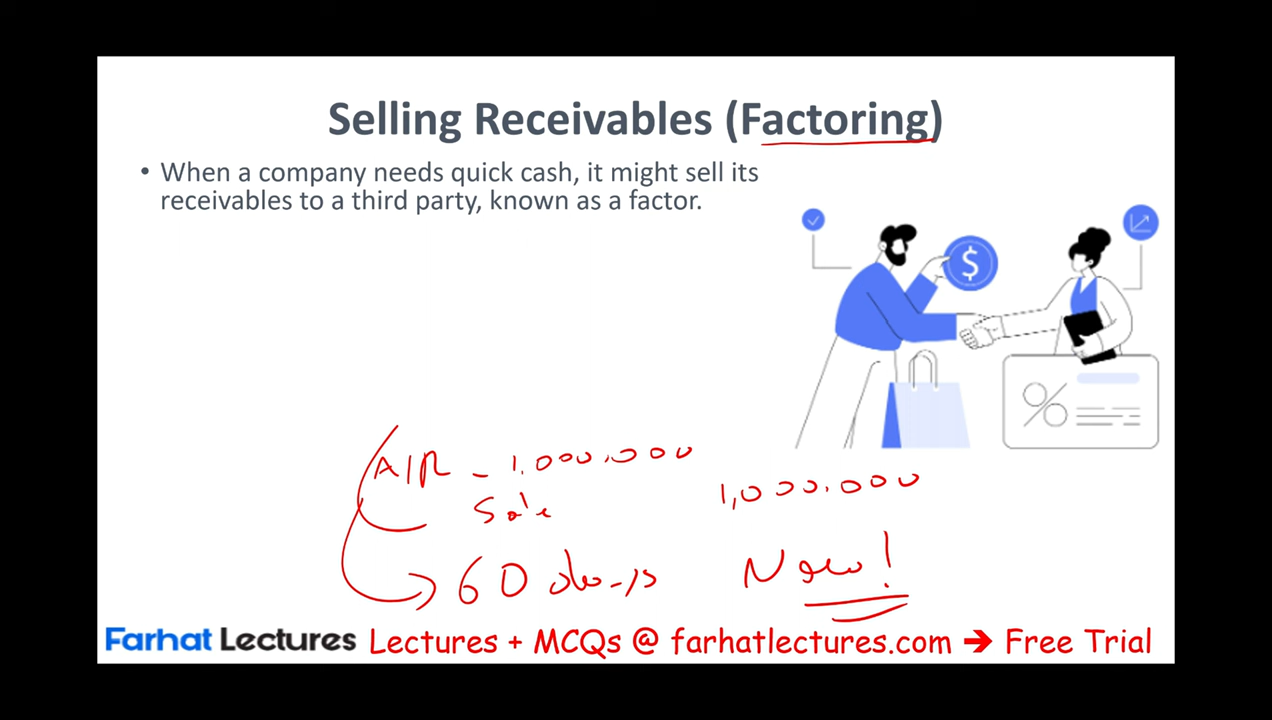 Selling Receivables (Factoring)
• When a company needs quick cash, it might sell its
receivables to a third party, known as a factor.
$
%
A/R - 1,000,000
Sale 1,000,000
60 days Now!
Farhat Lectures Lectures + MCQs @ farhatlectures.com ➔ Free Trial